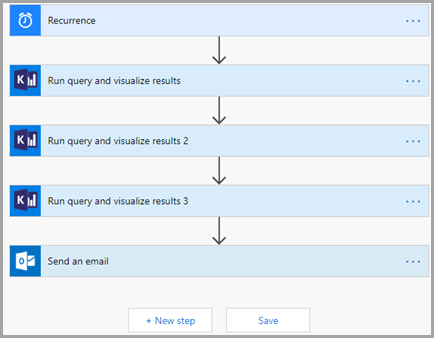 Recurrence
Run query and visualize results
Run query and visualize results 2
Run query and visualize results 3
Send an email
+ New step
Save